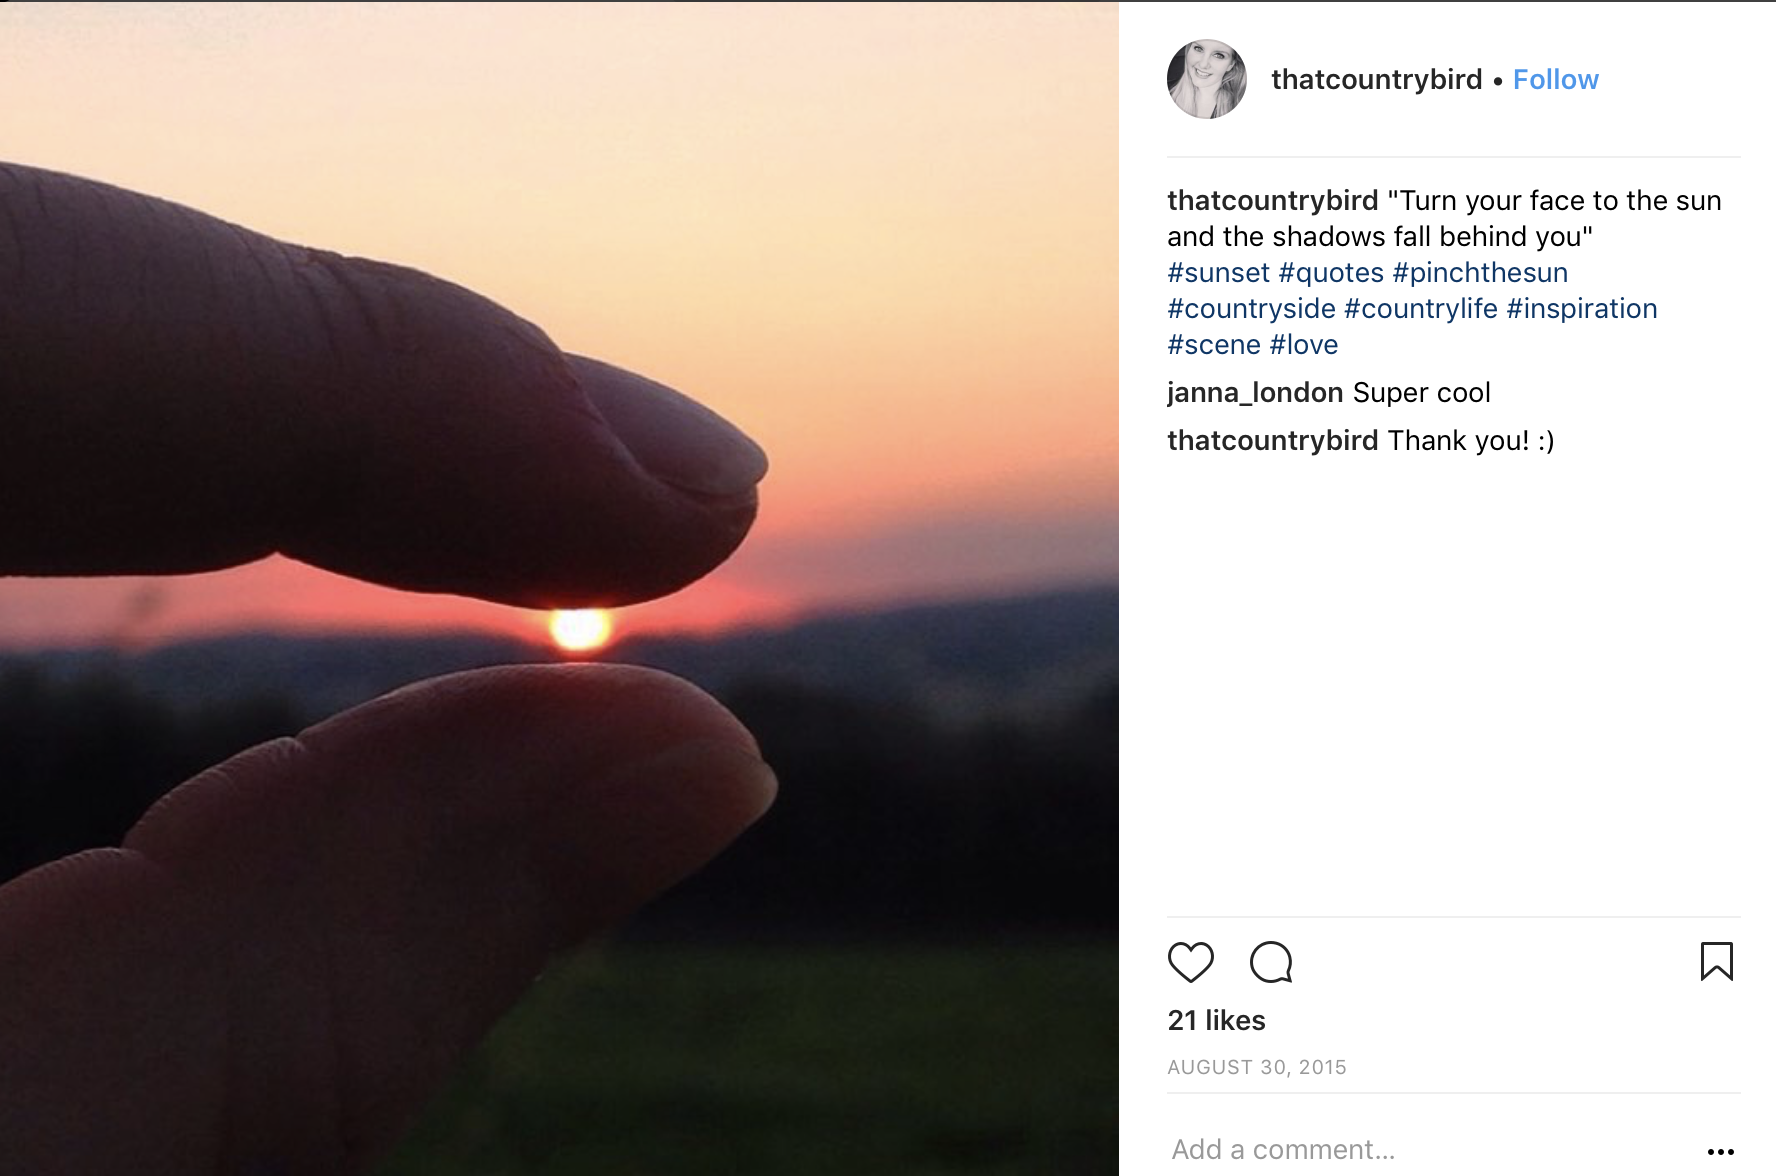 thatcountrybird • Follow
thatcountrybird "Turn your face to the sun
and the shadows fall behind you"
#sunset #quotes #pinchthesun
#countryside #countrylife #inspiration
#scene #love
janna_london Super cool
thatcountrybird Thank you! :)
21 likes
AUGUST 30, 2015
Add a comment...